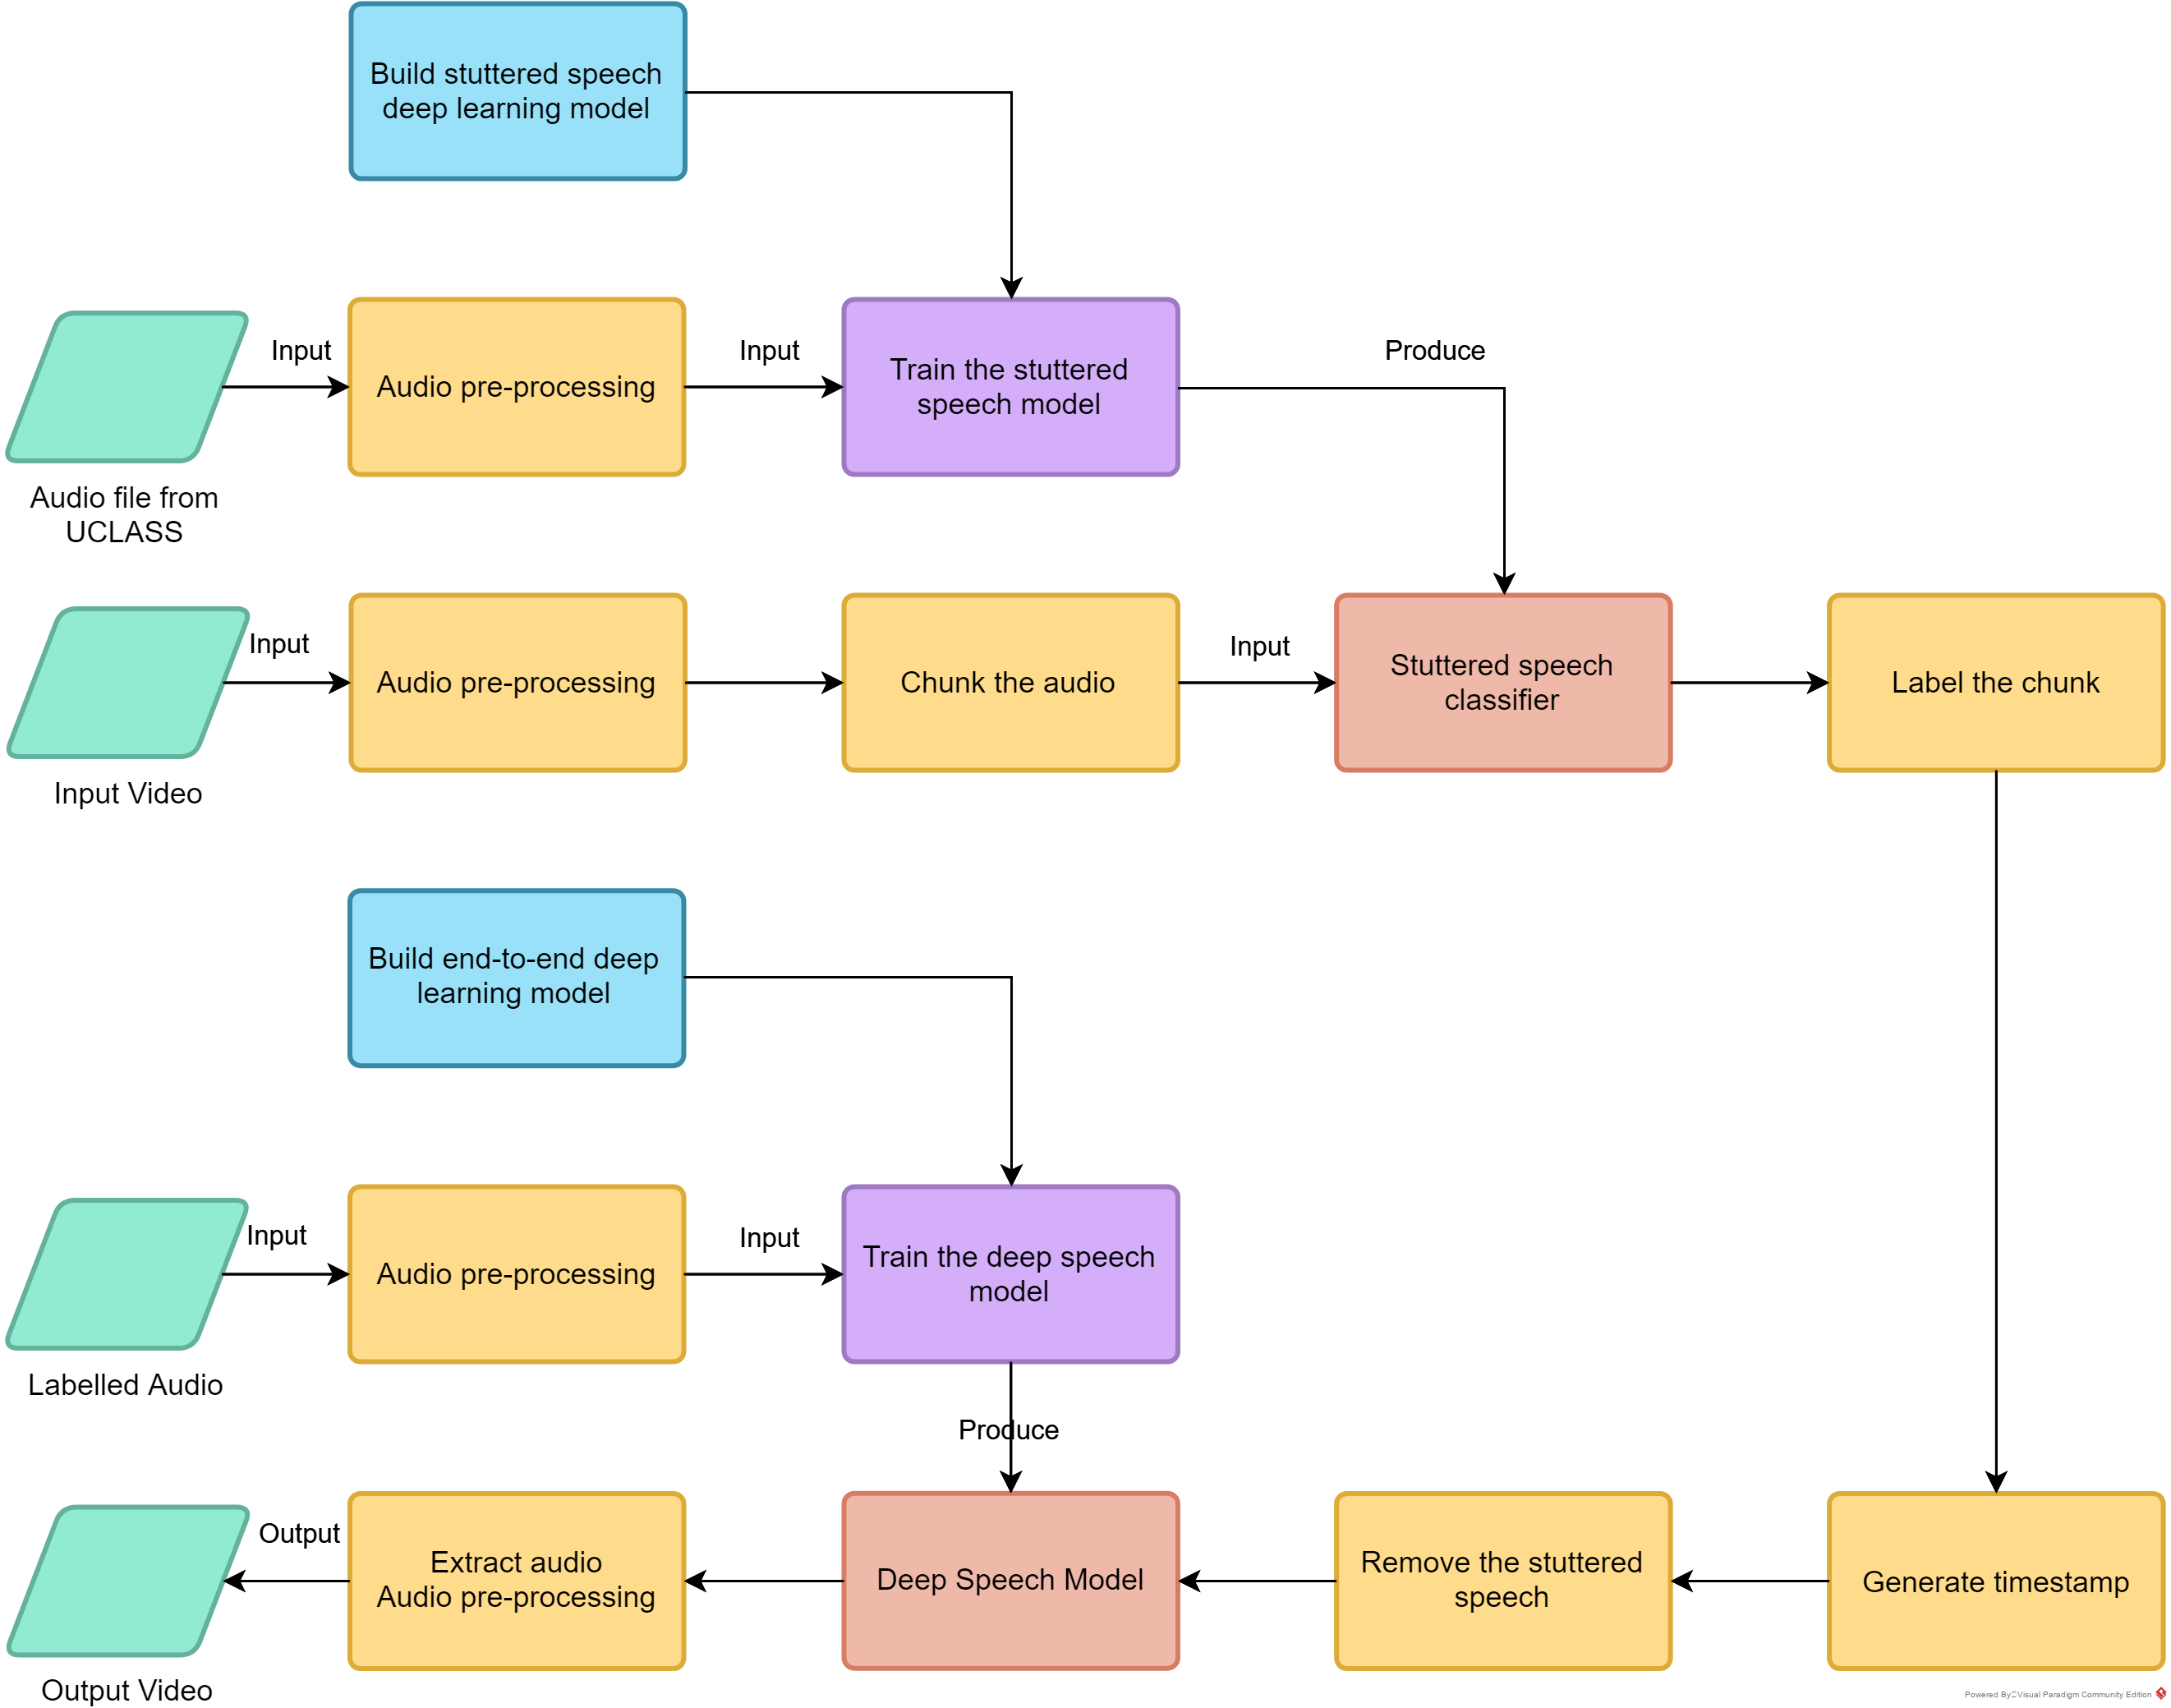 Build stuttered speech
deep learning model
Input
Audio pre-processing
Input
Train the stuttered
speech model
Produce
Audio file from
UCLASS
Input
Audio pre-processing
Chunk the audio
Input
Stuttered speech
classifier
Label the chunk
Input Video
Build end-to-end deep
learning model
Input
Audio pre-processing
Input
Train the deep speech
model
Labelled Audio
Produce
Output
Extract audio
Audio pre-processing
Deep Speech Model
Remove the stuttered
speech
Generate timestamp
Output Video
Powered By Visual Paradigm Community Edition